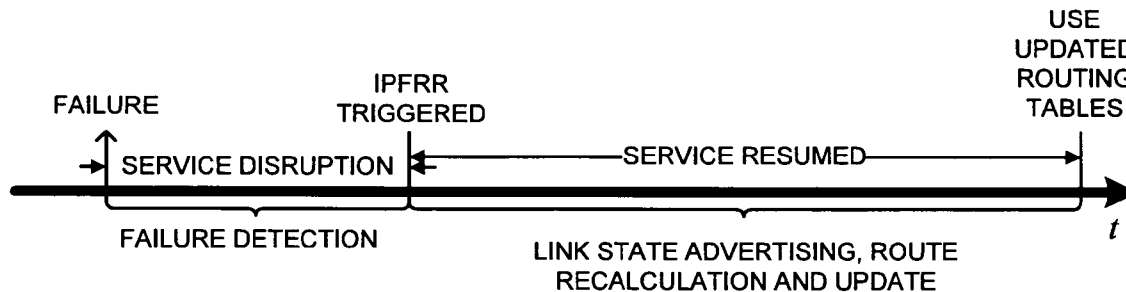 USE
UPDATED
ROUTING
TABLES
IPFRR
TRIGGERED
FAILURE
SERVICE DISRUPTION
SERVICE RESUMED
FAILURE DETECTION
t
LINK STATE ADVERTISING, ROUTE
RECALCULATION AND UPDATE